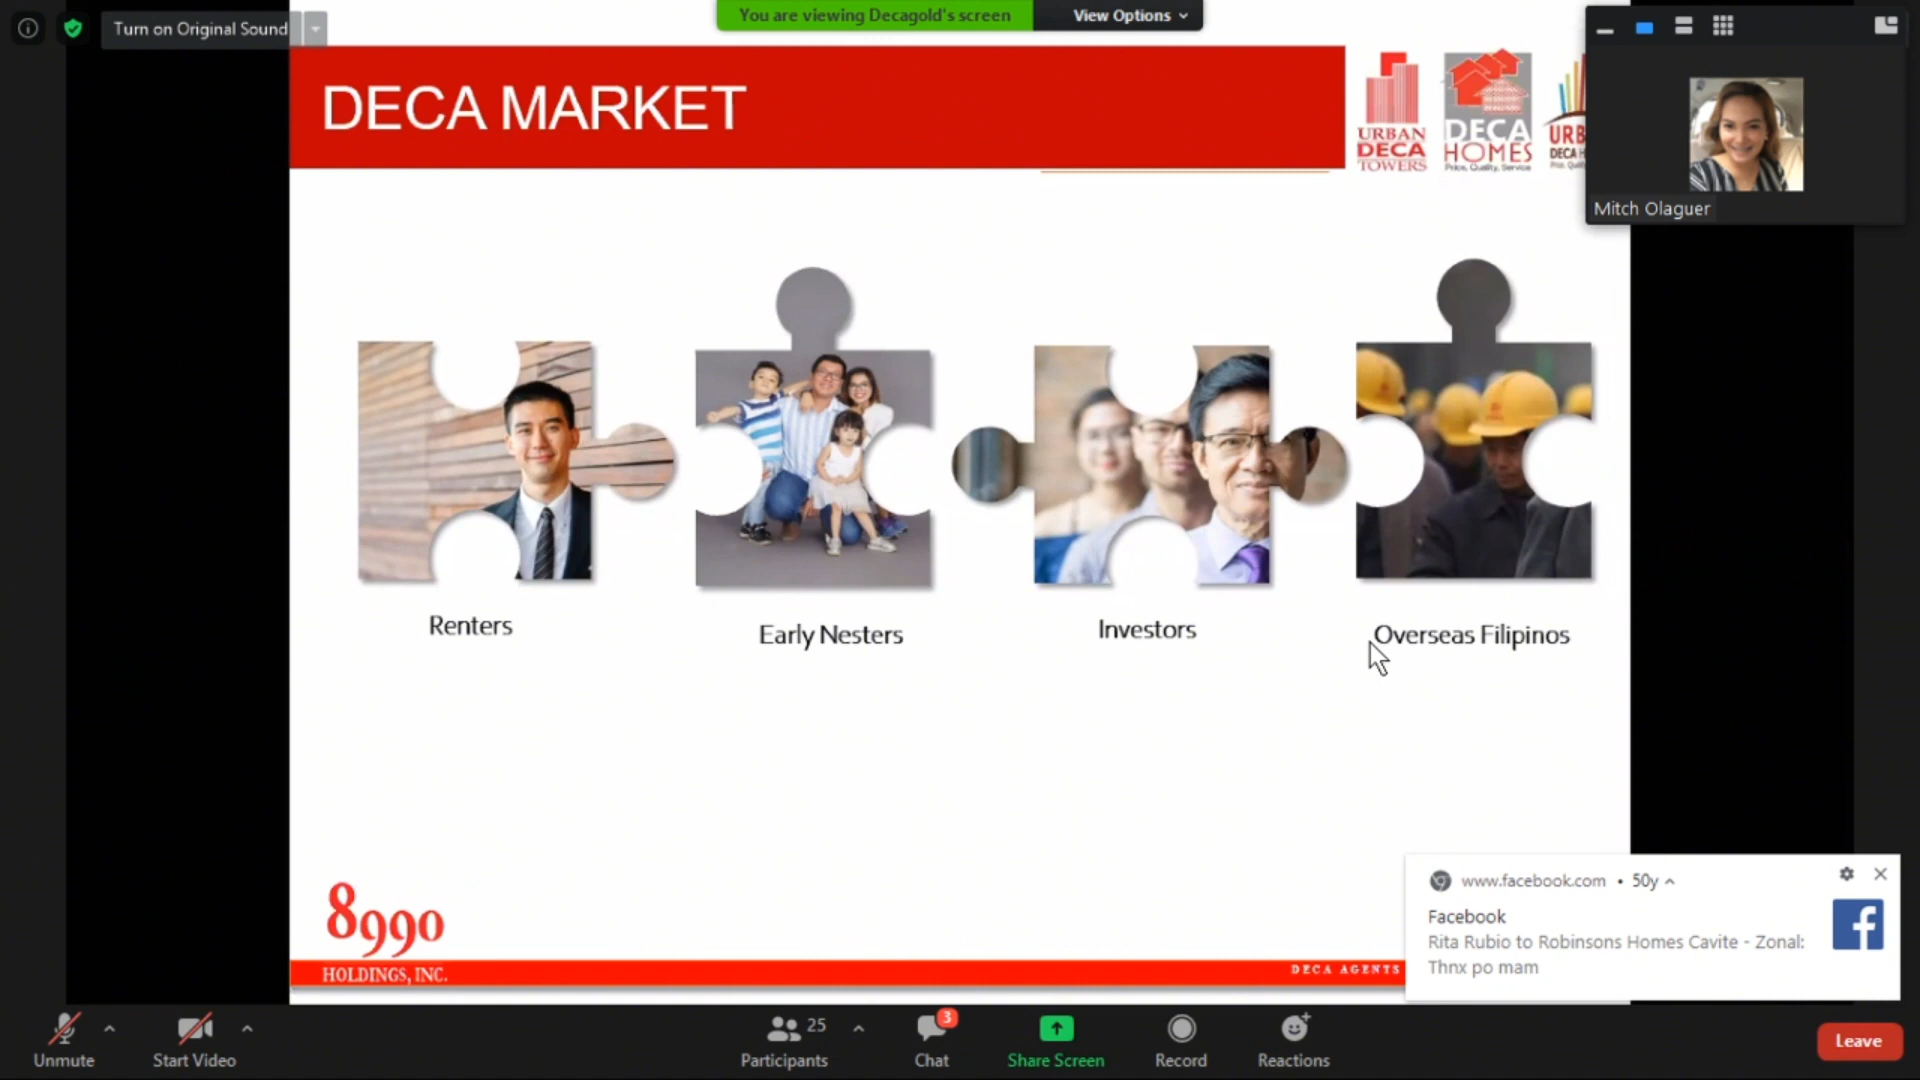 You are viewing Decagold's screen
View Options
Turn on Original Sound
DECA MARKET
URBAN
DECA
TOWERS
DECA
HOMES
Price, Quality, Service
URB
DECA H
Mitch Olaguer
Renters
Early Nesters
Investors
Overseas Filipinos
8990
HOLDINGS, INC.
DECA AGENTS
www.facebook.com • 50y
Facebook
Rita Rubio to Robinsons Homes Cavite - Zonal:
Thnx po mam
Unmute
Start Video
25
Participants
3
Chat
Share Screen
Record
Reactions
Leave